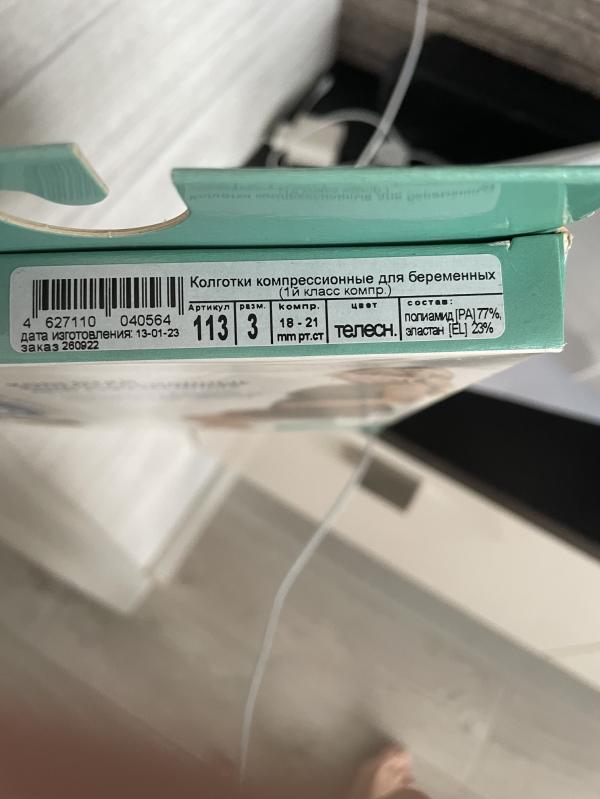 Колготки компрессионные для беременных
(1й класс компр.)
Артикул разм. компр. цвет состав:
113 3 18 - 21 телесн. полиамид [PA] 77%,
mm рт.ст эластан [EL] 23%
4 627110 040564
дата изготовления: 13-01-23
заказ 260922